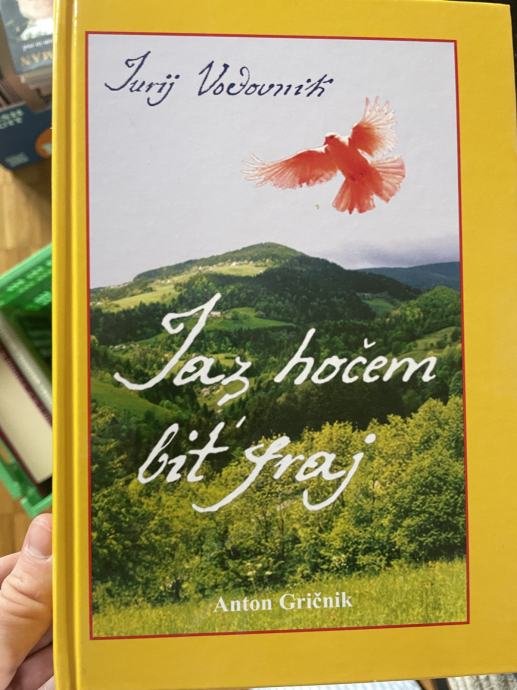 Jurij Vodovnik
Jaz hočem
bit' fraj
Anton Gričnik